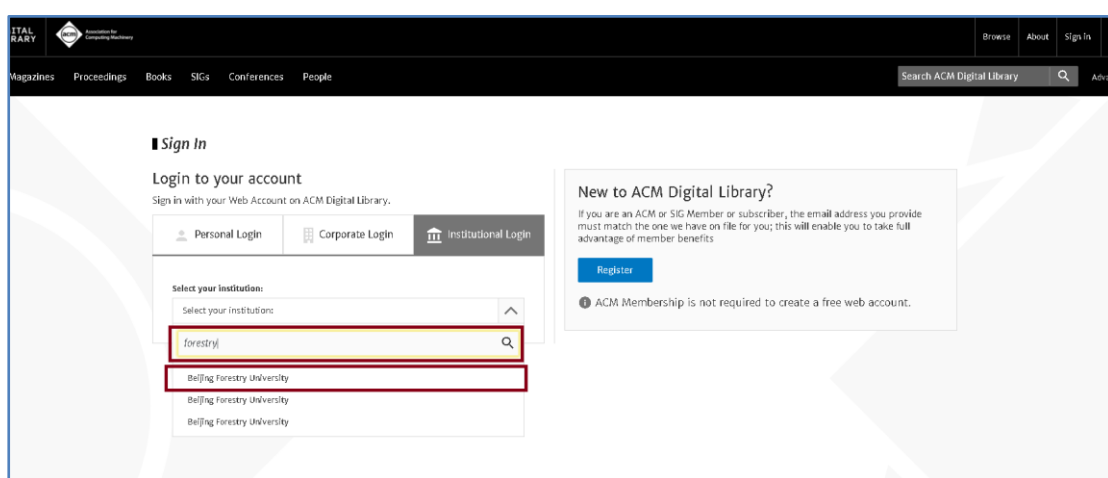 ITAL
RARY
acm
Association for
Computing Machinery
Browse About Sign in
Magazines Proceedings Books SIGs Conferences People
Search ACM Digital Library
Adva
Sign In
Login to your account
Sign in with your Web Account on ACM Digital Library.
Personal Login Corporate Login Institutional Login
Select your institution:
Select your institution:
forestry
Beijing Forestry University
Beijing Forestry University
Beijing Forestry University
New to ACM Digital Library?
If you are an ACM or SIG Member or subscriber, the email address you provide
must match the one we have on file for you; this will enable you to take full
advantage of member benefits
Register
ACM Membership is not required to create a free web account.